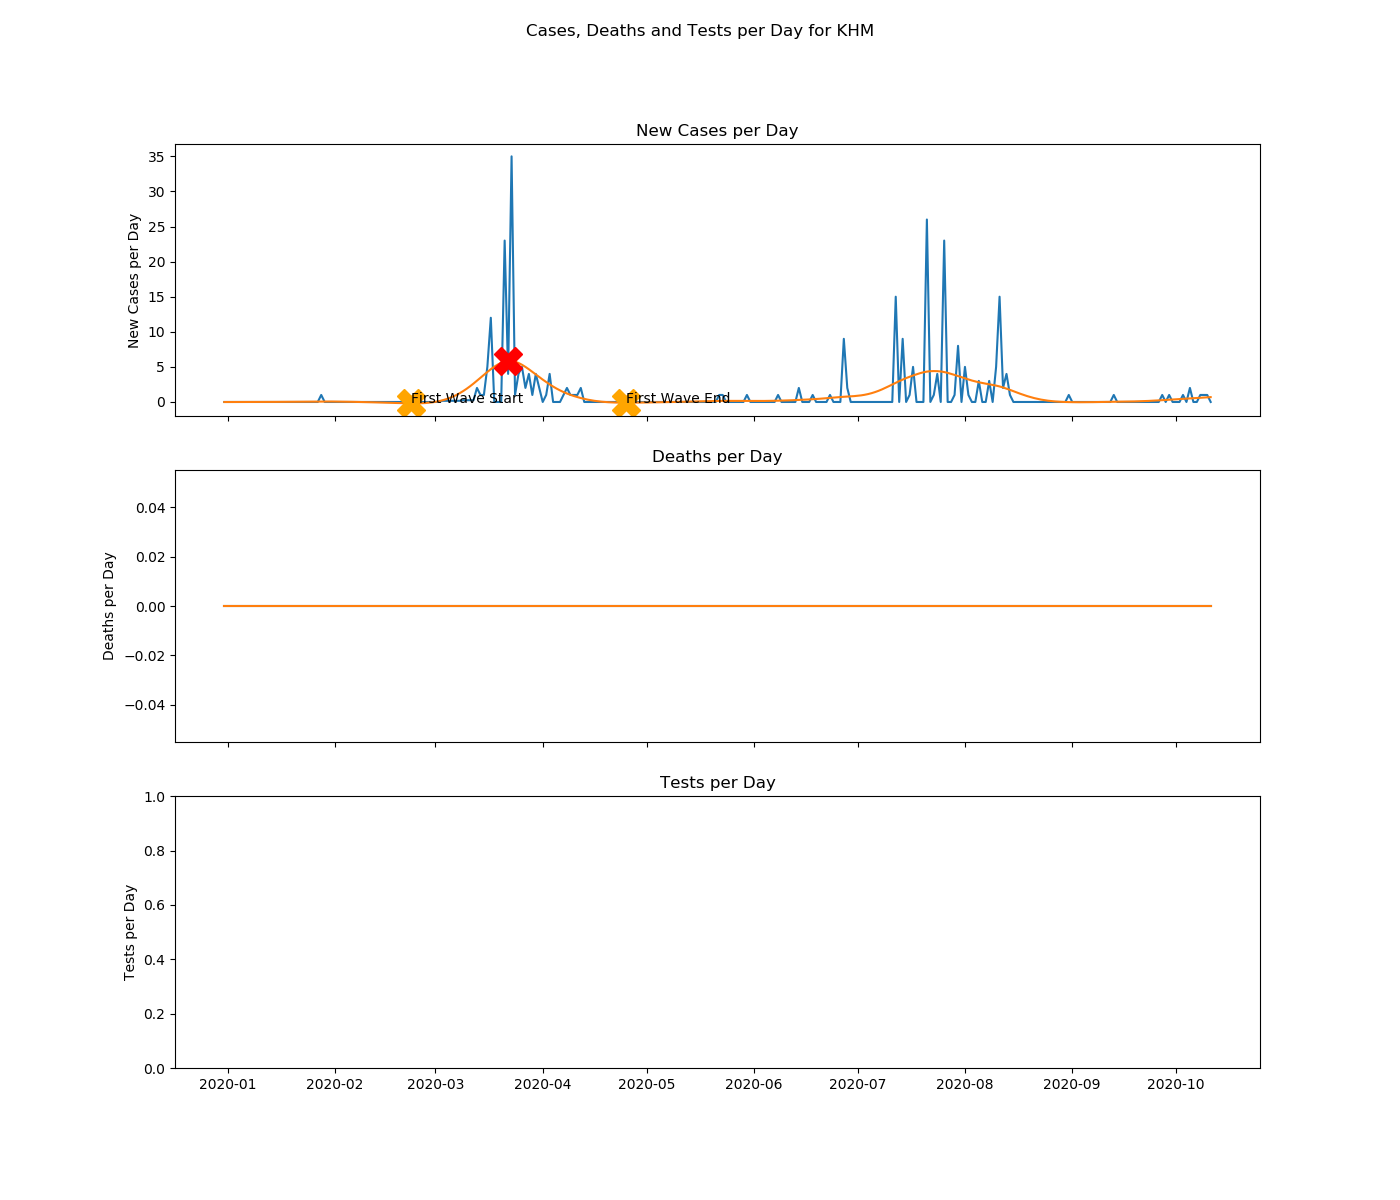 Cases, Deaths and Tests per Day for KHM
New Cases per Day
New Cases per Day
35
30
25
20
15
10
5
0
First Wave Start
First Wave End
Deaths per Day
Deaths per Day
0.04
0.02
0.00
−0.02
−0.04
Tests per Day
Tests per Day
1.0
0.8
0.6
0.4
0.2
0.0
2020-01 2020-02 2020-03 2020-04 2020-05 2020-06 2020-07 2020-08 2020-09 2020-10